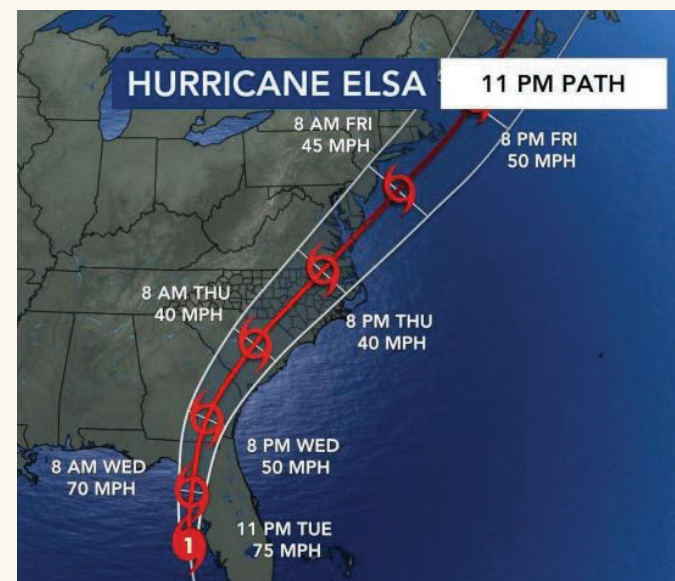 HURRICANE ELSA
11 PM PATH
8 AM FRI
45 MPH
8 PM FRI
50 MPH
8 AM THU
40 MPH
8 PM THU
40 MPH
8 AM WED
70 MPH
8 PM WED
50 MPH
11 PM TUE
75 MPH
1